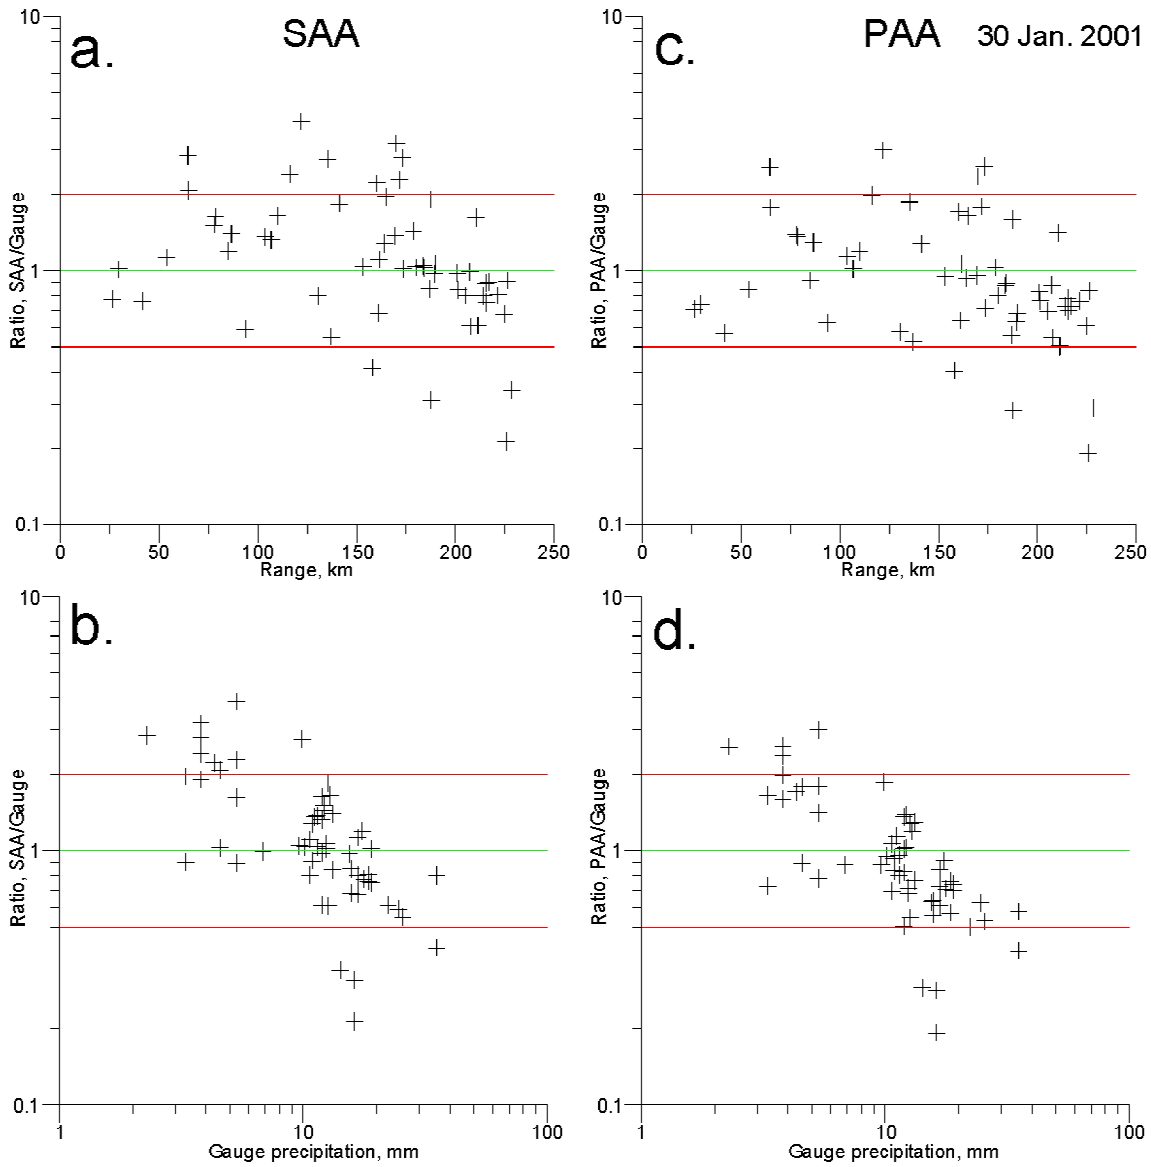 SAA
a.
10
1
0.1
Ratio, SAA/Gauge
0 50 100 150 200 250
Range, km
PAA 30 Jan. 2001
c.
10
1
0.1
Ratio, PAA/Gauge
0 50 100 150 200 250
Range, km
b.
10
1
0.1
Ratio, SAA/Gauge
1 10 100
Gauge precipitation, mm
d.
10
1
0.1
Ratio, PAA/Gauge
1 10 100
Gauge precipitation, mm